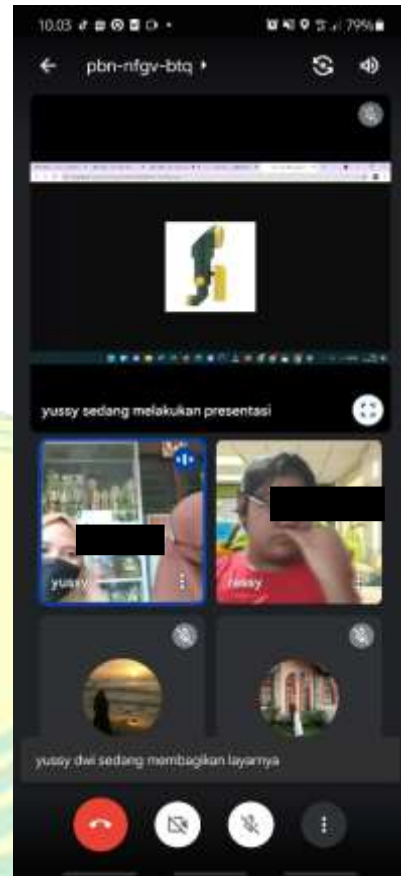 10.03
79%
pbn-nfgv-btq
yussy sedang melakukan presentasi
yussy
yussy dwi sedang membagikan layarnya